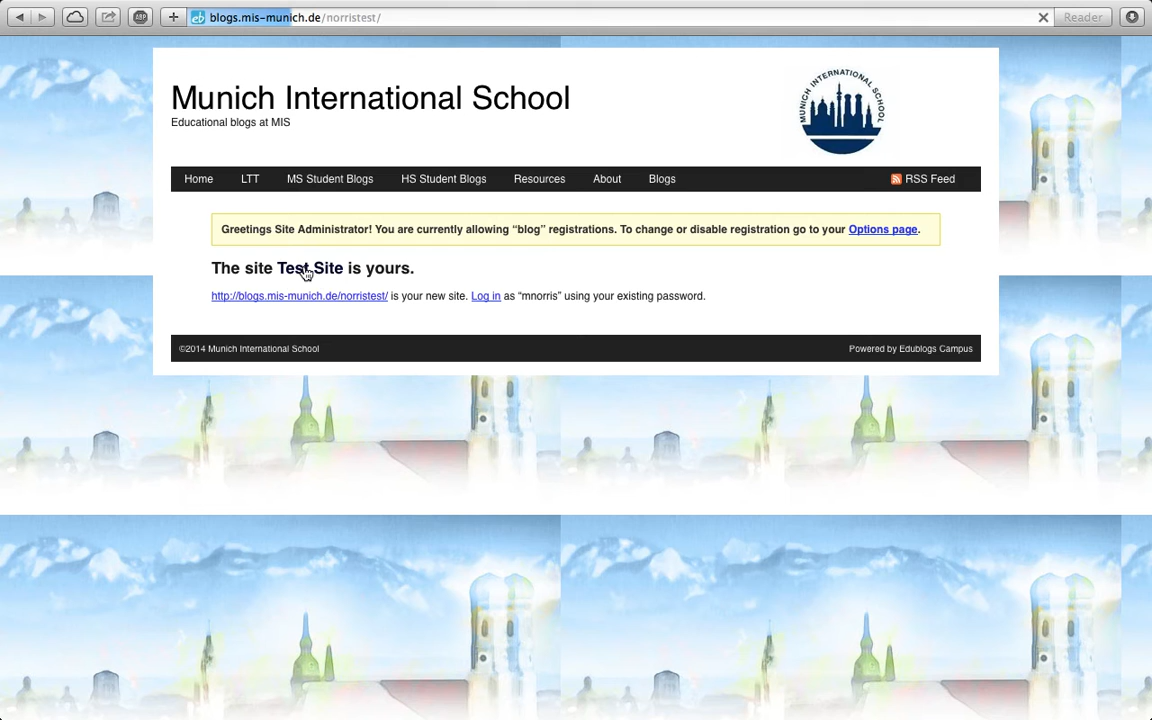 blogs.mis-munich.de/norristest/
Reader
Munich International School
Educational blogs at MIS
MUNICH INTERNATIONAL SCHOOL
Home LTT MS Student Blogs HS Student Blogs Resources About Blogs RSS Feed
Greetings Site Administrator! You are currently allowing “blog” registrations. To change or disable registration go to your Options page.
The site Test Site is yours.
http://blogs.mis-munich.de/norristest/ is your new site. Log in as “mnorris” using your existing password.
©2014 Munich International School Powered by Edublogs Campus